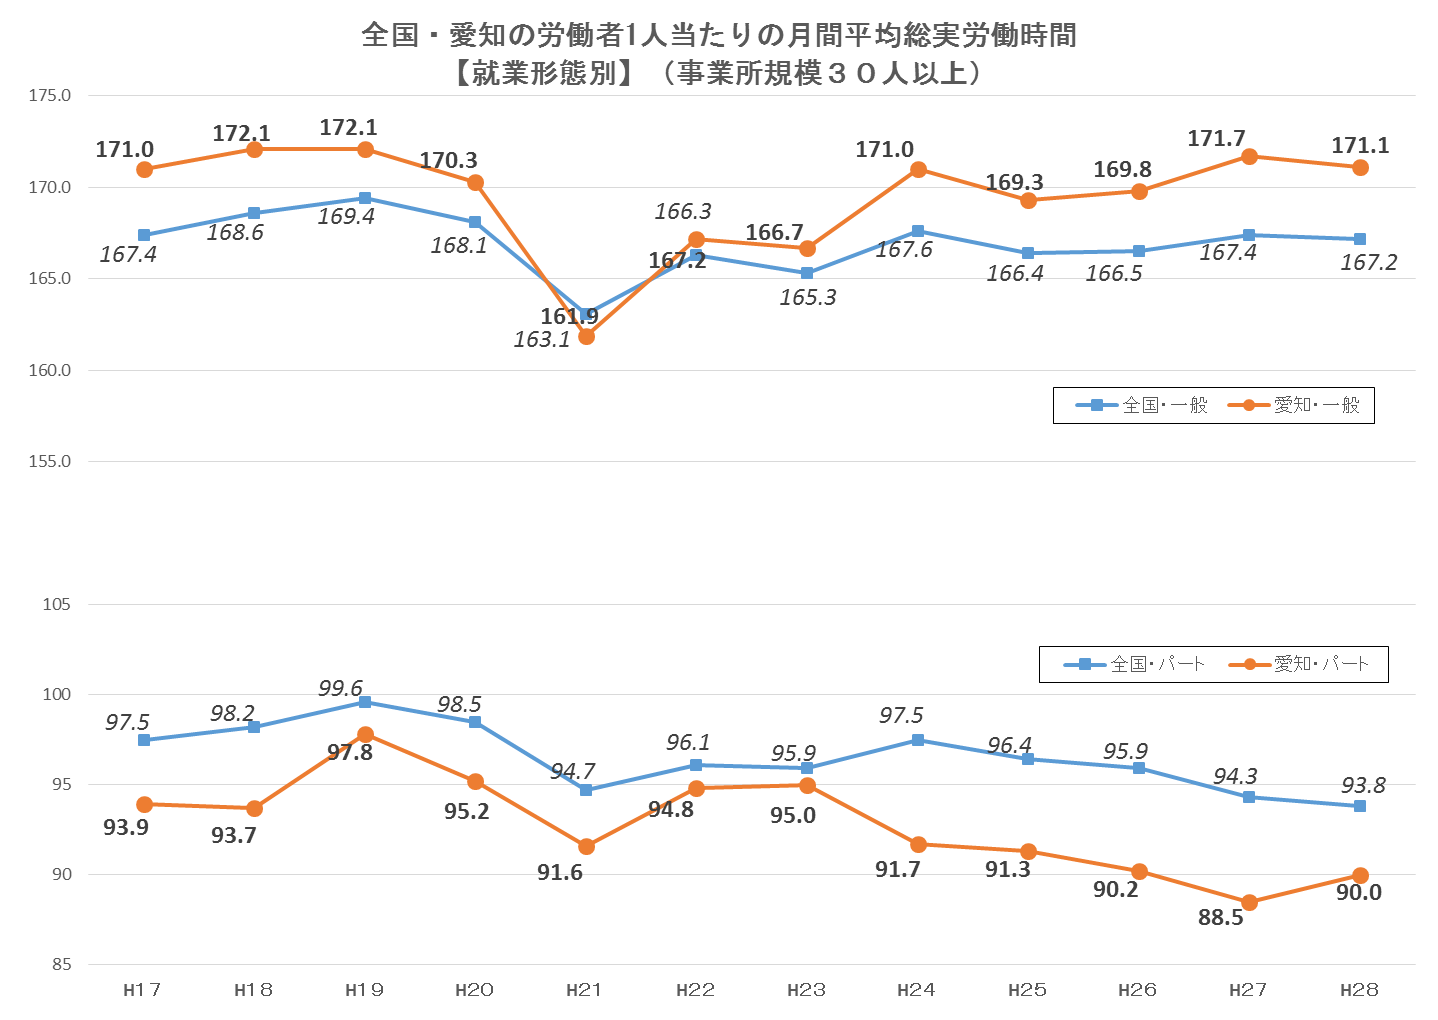 全国・愛知の労働者1人当たりの月間平均総実労働時間
【就業形態別】（事業所規模３０人以上）
175.0
171.0 172.1 172.1 170.3 171.0 169.3 169.8 171.7 171.1
170.0
167.4 168.6 169.4 168.1 166.3 166.7 167.6 166.4 166.5 167.4 167.2
167.2 165.3
165.0
161.9
163.1
160.0
全国・一般 愛知・一般
155.0
105
全国・パート 愛知・パート
100
97.5 98.2 99.6 98.5 94.7 96.1 95.9 97.5 96.4 95.9 94.3 93.8
95
93.9 93.7 97.8 95.2 91.6 94.8 95.0 91.7 91.3 90.2 88.5 90.0
90
85
H17 H18 H19 H20 H21 H22 H23 H24 H25 H26 H27 H28